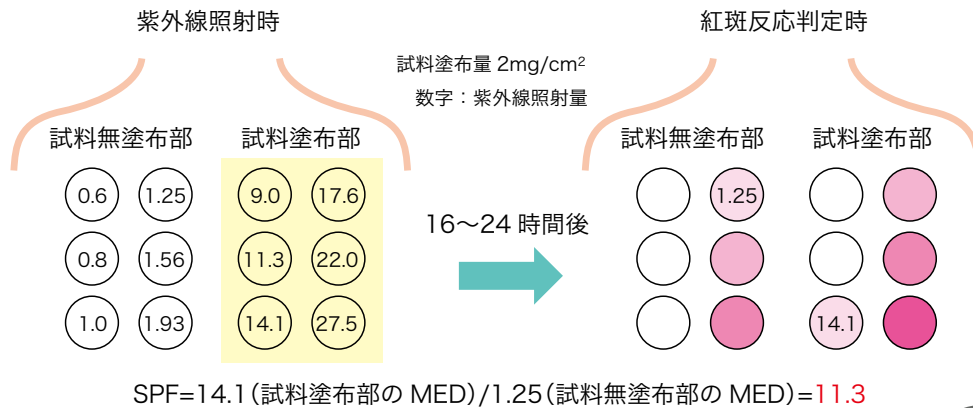 紫外線照射時
紅斑反応判定時
試料塗布量 2mg/cm²
数字：紫外線照射量
試料無塗布部 試料塗布部
試料無塗布部 試料塗布部
0.6 1.25 9.0 17.6
0.8 1.56 11.3 22.0
1.0 1.93 14.1 27.5
16〜24 時間後
1.25
14.1
SPF=14.1(試料塗布部の MED)/1.25(試料無塗布部の MED)=11.3